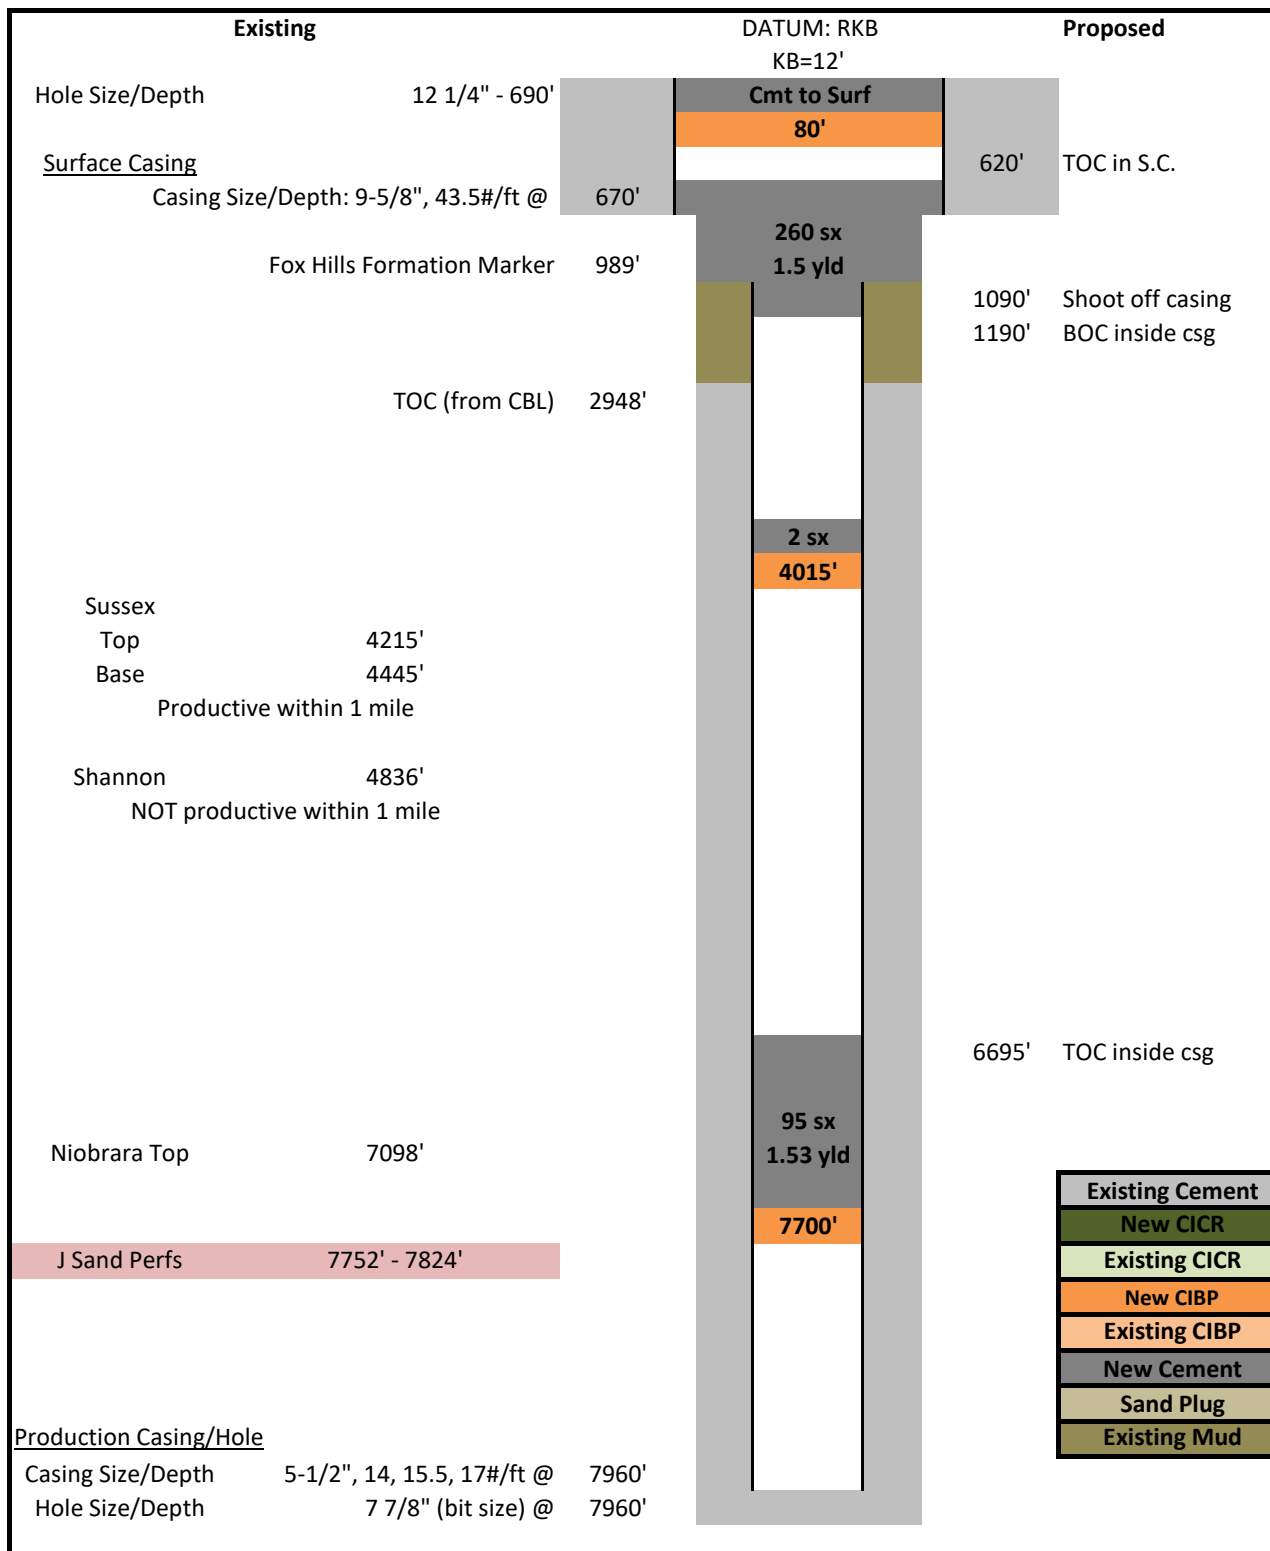 Existing DATUM: RKB Proposed
KB=12'
Hole Size/Depth 12 1/4" - 690' Cmt to Surf
80'
Surface Casing 620' TOC in S.C.
Casing Size/Depth: 9-5/8", 43.5#/ft @ 670'
260 sx
Fox Hills Formation Marker 989' 1.5 yld
1090' Shoot off casing
1190' BOC inside csg
TOC (from CBL) 2948'
2 sx
4015'
Sussex
Top 4215'
Base 4445'
Productive within 1 mile
Shannon 4836'
NOT productive within 1 mile
6695' TOC inside csg
95 sx
Niobrara Top 7098' 1.53 yld
Existing Cement
7700' New CICR
J Sand Perfs 7752' - 7824' Existing CICR
New CIBP
Existing CIBP
New Cement
Sand Plug
Production Casing/Hole Existing Mud
Casing Size/Depth 5-1/2", 14, 15.5, 17#/ft @ 7960'
Hole Size/Depth 7 7/8" (bit size) @ 7960'